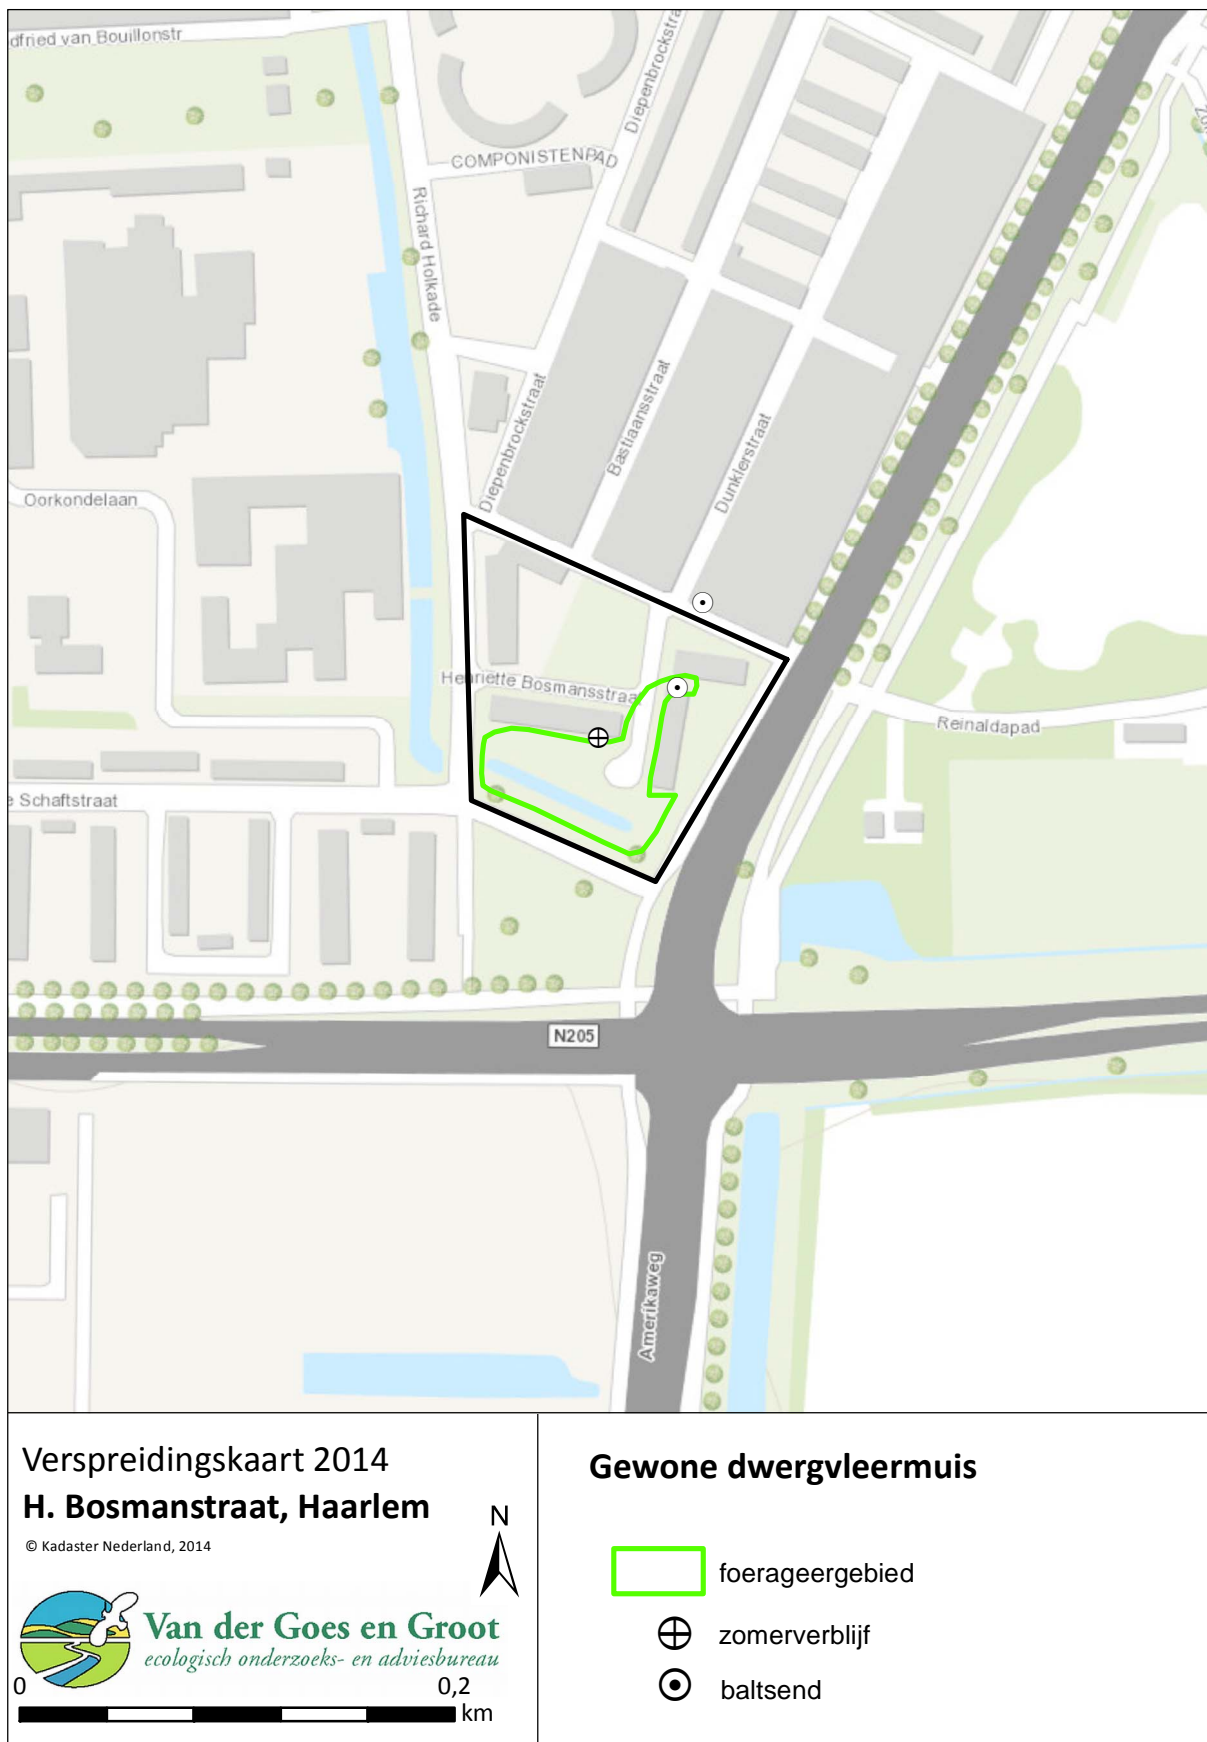 dfried van Bouillonstr
Diepenbrockstra
COMPONISTENPAD
Richard Holkade
Diepenbrockstraat
Bastiaansstraat
Dunklerstraat
Oorkondelaan
Henriëtte Bosmansstraat
Reinaldapad
e Schaftstraat
N205
Amerikaweg
Verspreidingskaart 2014
H. Bosmanstraat, Haarlem
© Kadaster Nederland, 2014
N
Van der Goes en Groot
ecologisch onderzoeks- en adviesbureau
0 0,2
km
Gewone dwergvleermuis
foerageergebied
zomerverblijf
baltsend